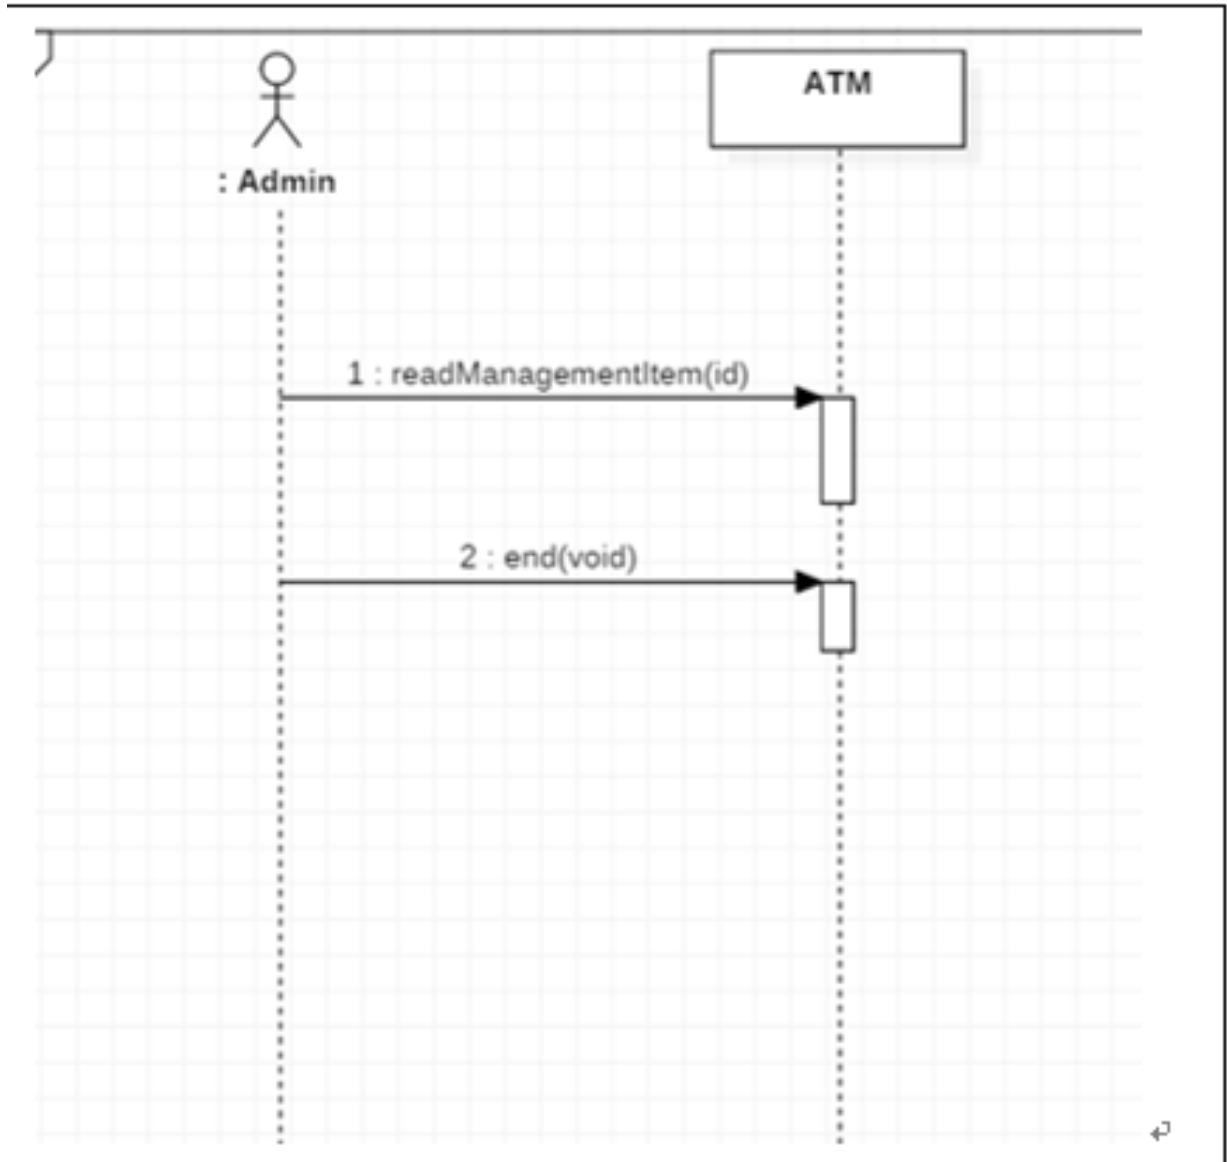 ATM
: Admin
1 : readManagementItem(id)
2 : end(void)